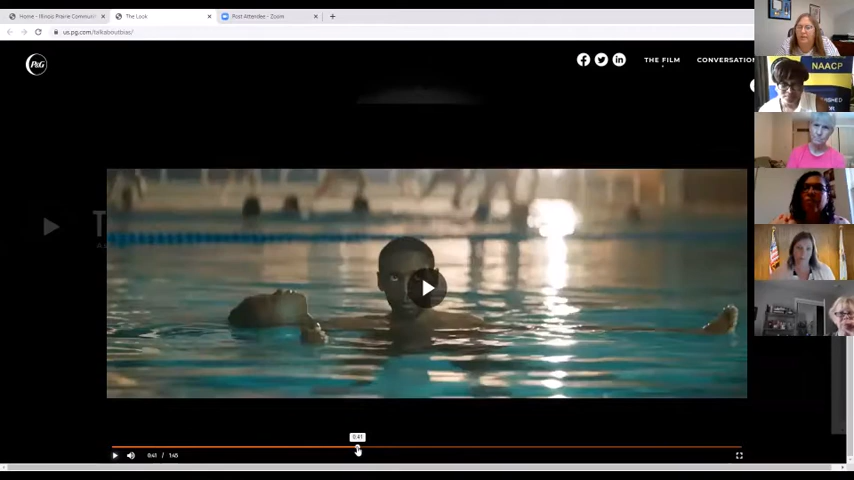 Home - Illinois Prairie Communit
The Look
Post Attendee - Zoom
us.pg.com/talkaboutbias/
P&G
THE FILM
CONVERSATION
NAACP
T
0:41
0:41 / 1:45